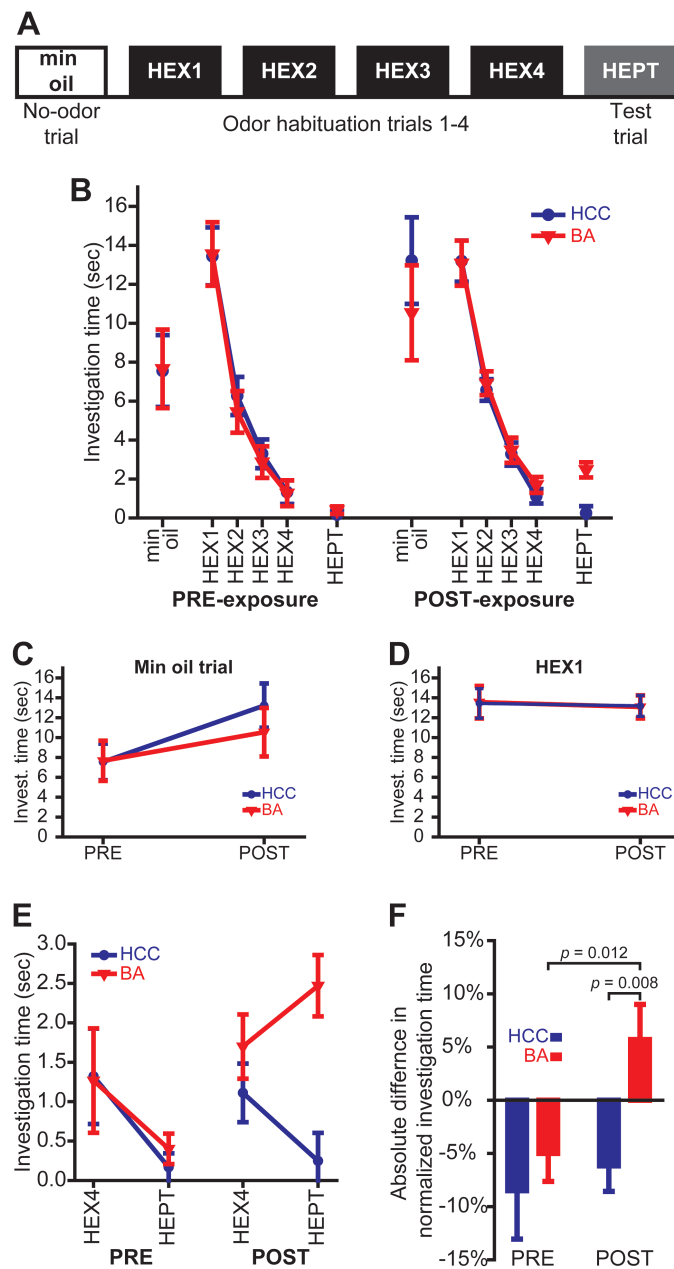 A
min oil
HEX1
HEX2
HEX3
HEX4
HEPT
No-odor trial
Odor habituation trials 1-4
Test trial
B
Investigation time (sec)
16
14
12
10
8
6
4
2
0
HCC
BA
min oil
HEX1
HEX2
HEX3
HEX4
HEPT
min oil
HEX1
HEX2
HEX3
HEX4
HEPT
PRE-exposure
POST-exposure
C
Min oil trial
Invest. time (sec)
16
14
12
10
8
6
4
2
0
HCC
BA
PRE
POST
D
HEX1
Invest. time (sec)
16
14
12
10
8
6
4
2
0
HCC
BA
PRE
POST
E
Investigation time (sec)
3.0
2.5
2.0
1.5
1.0
0.5
0.0
HCC
BA
HEX4
HEPT
HEX4
HEPT
PRE
POST
F
Absolute differnce in
normalized investigation time
15%
10%
5%
0%
-5%
-10%
-15%
p = 0.012
p = 0.008
HCC
BA
PRE
POST